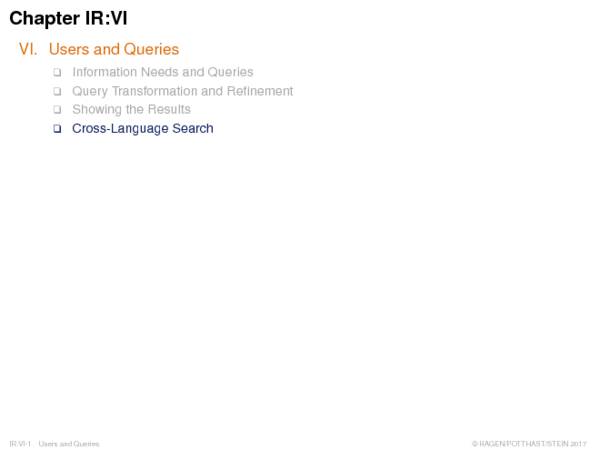 Chapter IR:VI
VI. Users and Queries
❑ Information Needs and Queries
❑ Query Transformation and Refinement
❑ Showing the Results
❑ Cross-Language Search
IR:VI-1 Users and Queries © HAGEN/POTTHAST/STEIN 2017